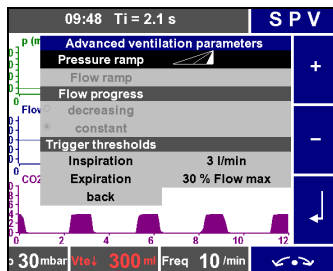 09:48 Ti = 2.1 s
SPV
p (m
Advanced ventilation parameters
Pressure ramp
Flow ramp
Flow progress
decreasing
constant
Flow
Trigger thresholds
Inspiration 3 l/min
Expiration 30 % Flow max
back
CO2
+
−
0 2 4 6 8 10 12
30mbar
Vte↓ 300 ml
Freq 10 /min